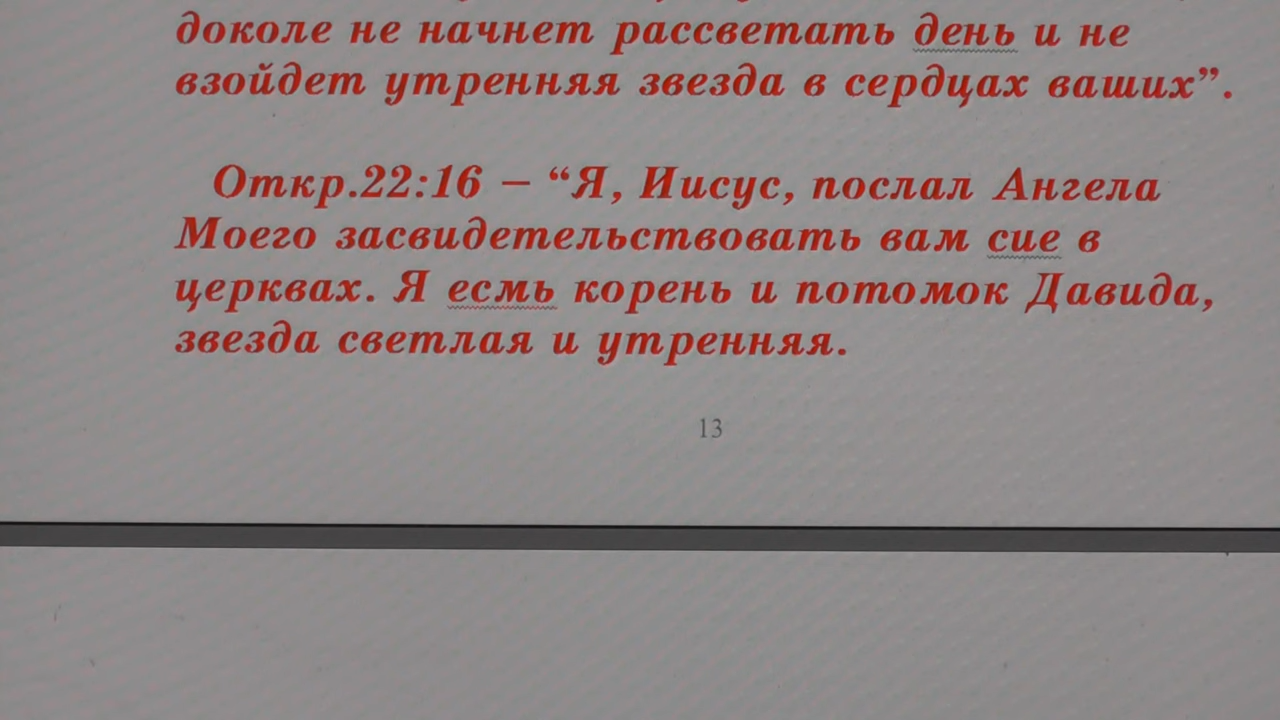 доколе не начнет рассветать день и не
взойдет утренняя звезда в сердцах ваших”.
Откр.22:16 – “Я, Иисус, послал Ангела
Моего засвидетельствовать вам сие в
церквах. Я есмь корень и потомок Давида,
звезда светлая и утренняя.
13